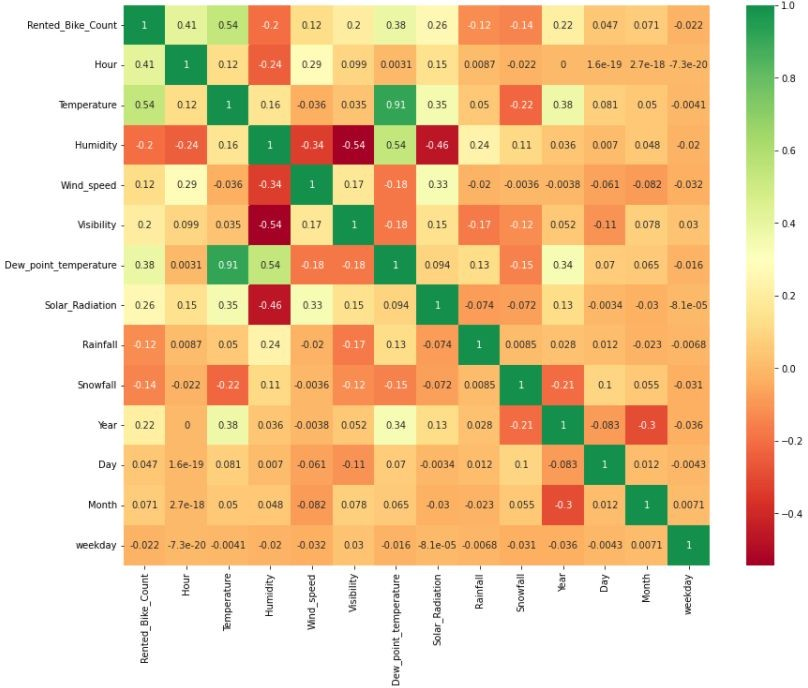 Rented_Bike_Count 1 0.41 0.54 -0.2 0.12 0.2 0.38 0.26 -0.12 -0.14 0.22 0.047 0.071 -0.022
Hour 0.41 1 0.12 -0.24 0.29 0.099 0.0031 0.15 0.0087 -0.022 0 1.6e-19 2.7e-18 -7.3e-20
Temperature 0.54 0.12 1 0.16 -0.036 0.035 0.91 0.35 0.05 -0.22 0.38 0.081 0.05 -0.0041
Humidity -0.2 -0.24 0.16 1 -0.34 -0.54 0.54 -0.46 0.24 0.11 0.036 0.007 0.048 -0.02
Wind_speed 0.12 0.29 -0.036 -0.34 1 0.17 -0.18 0.33 -0.02 -0.0036 -0.0038 -0.061 -0.082 -0.032
Visibility 0.2 0.099 0.035 -0.54 0.17 1 -0.18 0.15 -0.17 -0.12 0.052 -0.11 0.078 0.03
Dew_point_temperature 0.38 0.0031 0.91 0.54 -0.18 -0.18 1 0.094 0.13 -0.15 0.34 0.07 0.065 -0.016
Solar_Radiation 0.26 0.15 0.35 -0.46 0.33 0.15 0.094 1 -0.074 -0.072 0.13 -0.0034 -0.03 -8.1e-05
Rainfall -0.12 0.0087 0.05 0.24 -0.02 -0.17 0.13 -0.074 1 0.0085 0.028 0.012 -0.023 -0.0068
Snowfall -0.14 -0.022 -0.22 0.11 -0.0036 -0.12 -0.15 -0.072 0.0085 1 -0.21 0.1 0.055 -0.031
Year 0.22 0 0.38 0.036 -0.0038 0.052 0.34 0.13 0.028 -0.21 1 -0.083 -0.3 -0.036
Day 0.047 1.6e-19 0.081 0.007 -0.061 -0.11 0.07 -0.0034 0.012 0.1 -0.083 1 0.012 -0.0043
Month 0.071 2.7e-18 0.05 0.048 -0.082 0.078 0.065 -0.03 -0.023 0.055 -0.3 0.012 1 0.0071
weekday -0.022 -7.3e-20 -0.0041 -0.02 -0.032 0.03 -0.016 -8.1e-05 -0.0068 -0.031 -0.036 -0.0043 0.0071 1
Rented_Bike_Count
Hour
Temperature
Humidity
Wind_speed
Visibility
Dew_point_temperature
Solar_Radiation
Rainfall
Snowfall
Year
Day
Month
weekday
1.0
0.8
0.6
0.4
0.2
0.0
-0.2
-0.4